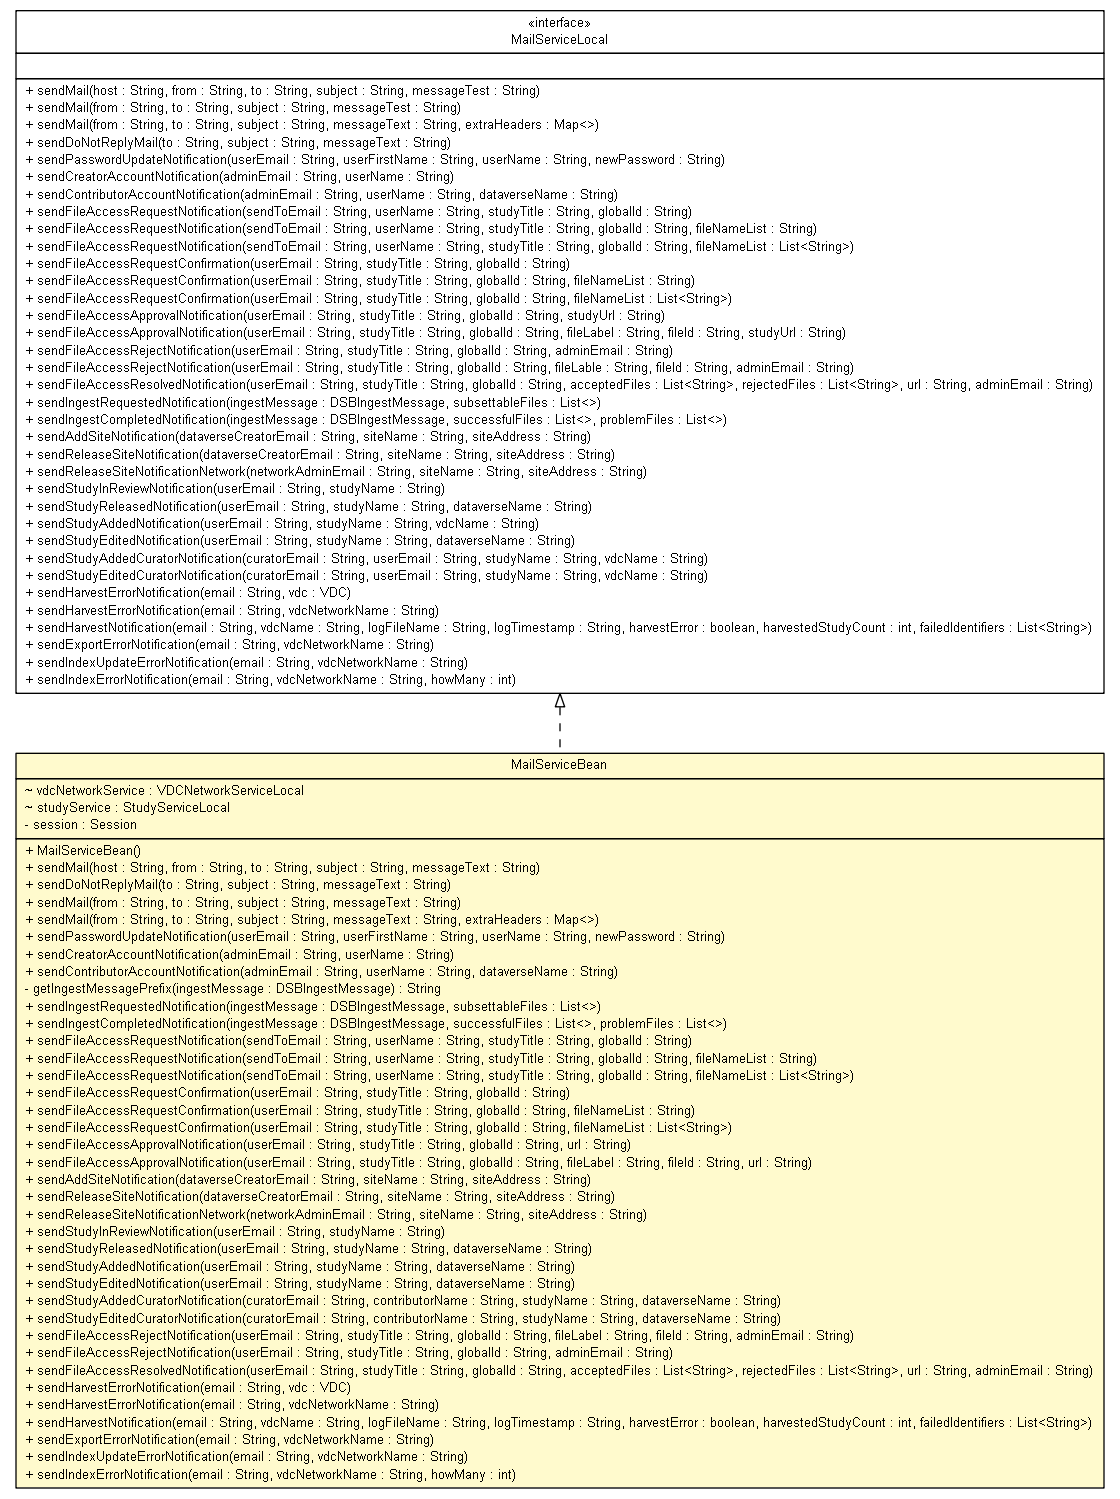 «interface»
MailServiceLocal
+ sendMail(host : String, from : String, to : String, subject : String, messageTest : String)
+ sendMail(from : String, to : String, subject : String, messageTest : String)
+ sendMail(from : String, to : String, subject : String, messageText : String, extraHeaders : Map<>)
+ sendDoNotReplyMail(to : String, subject : String, messageText : String)
+ sendPasswordUpdateNotification(userEmail : String, userFirstName : String, userName : String, newPassword : String)
+ sendCreatorAccountNotification(adminEmail : String, userName : String)
+ sendContributorAccountNotification(adminEmail : String, userName : String, dataverseName : String)
+ sendFileAccessRequestNotification(sendToEmail : String, userName : String, studyTitle : String, globalId : String)
+ sendFileAccessRequestNotification(sendToEmail : String, userName : String, studyTitle : String, globalId : String, fileNameList : String)
+ sendFileAccessRequestNotification(sendToEmail : String, userName : String, studyTitle : String, globalId : String, fileNameList : List<String>)
+ sendFileAccessRequestConfirmation(userEmail : String, studyTitle : String, globalId : String)
+ sendFileAccessRequestConfirmation(userEmail : String, studyTitle : String, globalId : String, fileNameList : String)
+ sendFileAccessRequestConfirmation(userEmail : String, studyTitle : String, globalId : String, fileNameList : List<String>)
+ sendFileAccessApprovalNotification(userEmail : String, studyTitle : String, globalId : String, studyUrl : String)
+ sendFileAccessApprovalNotification(userEmail : String, studyTitle : String, globalId : String, fileLabel : String, fileId : String, studyUrl : String)
+ sendFileAccessRejectNotification(userEmail : String, studyTitle : String, globalId : String, adminEmail : String)
+ sendFileAccessRejectNotification(userEmail : String, studyTitle : String, globalId : String, fileLable : String, fileId : String, adminEmail : String)
+ sendFileAccessResolvedNotification(userEmail : String, studyTitle : String, globalId : String, acceptedFiles : List<String>, rejectedFiles : List<String>, url : String, adminEmail : String)
+ sendIngestRequestedNotification(ingestMessage : DSBIngestMessage, subsettableFiles : List<>)
+ sendIngestCompletedNotification(ingestMessage : DSBIngestMessage, successfulFiles : List<>, problemFiles : List<>)
+ sendAddSiteNotification(dataverseCreatorEmail : String, siteName : String, siteAddress : String)
+ sendReleaseSiteNotification(dataverseCreatorEmail : String, siteName : String, siteAddress : String)
+ sendReleaseSiteNotificationNetwork(networkAdminEmail : String, siteName : String, siteAddress : String)
+ sendStudyInReviewNotification(userEmail : String, studyName : String)
+ sendStudyReleasedNotification(userEmail : String, studyName : String, dataverseName : String)
+ sendStudyAddedNotification(userEmail : String, studyName : String, vdcName : String)
+ sendStudyEditedNotification(userEmail : String, studyName : String, dataverseName : String)
+ sendStudyAddedCuratorNotification(curatorEmail : String, userEmail : String, studyName : String, vdcName : String)
+ sendStudyEditedCuratorNotification(curatorEmail : String, userEmail : String, studyName : String, vdcName : String)
+ sendHarvestErrorNotification(email : String, vdc : VDC)
+ sendHarvestErrorNotification(email : String, vdcNetworkName : String)
+ sendHarvestNotification(email : String, vdcName : String, logFileName : String, logTimestamp : String, harvestError : boolean, harvestedStudyCount : int, failedIdentifiers : List<String>)
+ sendExportErrorNotification(email : String, vdcNetworkName : String)
+ sendIndexUpdateErrorNotification(email : String, vdcNetworkName : String)
+ sendIndexErrorNotification(email : String, vdcNetworkName : String, howMany : int)
MailServiceBean
~ vdcNetworkService : VDCNetworkServiceLocal
~ studyService : StudyServiceLocal
- session : Session
+ MailServiceBean()
+ sendMail(host : String, from : String, to : String, subject : String, messageText : String)
+ sendDoNotReplyMail(to : String, subject : String, messageText : String)
+ sendMail(from : String, to : String, subject : String, messageText : String)
+ sendMail(from : String, to : String, subject : String, messageText : String, extraHeaders : Map<>)
+ sendPasswordUpdateNotification(userEmail : String, userFirstName : String, userName : String, newPassword : String)
+ sendCreatorAccountNotification(adminEmail : String, userName : String)
+ sendContributorAccountNotification(adminEmail : String, userName : String, dataverseName : String)
- getIngestMessagePrefix(ingestMessage : DSBIngestMessage) : String
+ sendIngestRequestedNotification(ingestMessage : DSBIngestMessage, subsettableFiles : List<>)
+ sendIngestCompletedNotification(ingestMessage : DSBIngestMessage, successfulFiles : List<>, problemFiles : List<>)
+ sendFileAccessRequestNotification(sendToEmail : String, userName : String, studyTitle : String, globalId : String)
+ sendFileAccessRequestNotification(sendToEmail : String, userName : String, studyTitle : String, globalId : String, fileNameList : String)
+ sendFileAccessRequestNotification(sendToEmail : String, userName : String, studyTitle : String, globalId : String, fileNameList : List<String>)
+ sendFileAccessRequestConfirmation(userEmail : String, studyTitle : String, globalId : String)
+ sendFileAccessRequestConfirmation(userEmail : String, studyTitle : String, globalId : String, fileNameList : String)
+ sendFileAccessRequestConfirmation(userEmail : String, studyTitle : String, globalId : String, fileNameList : List<String>)
+ sendFileAccessApprovalNotification(userEmail : String, studyTitle : String, globalId : String, url : String)
+ sendFileAccessApprovalNotification(userEmail : String, studyTitle : String, globalId : String, fileLabel : String, fileId : String, url : String)
+ sendAddSiteNotification(dataverseCreatorEmail : String, siteName : String, siteAddress : String)
+ sendReleaseSiteNotification(dataverseCreatorEmail : String, siteName : String, siteAddress : String)
+ sendReleaseSiteNotificationNetwork(networkAdminEmail : String, siteName : String, siteAddress : String)
+ sendStudyInReviewNotification(userEmail : String, studyName : String)
+ sendStudyReleasedNotification(userEmail : String, studyName : String, dataverseName : String)
+ sendStudyAddedNotification(userEmail : String, studyName : String, dataverseName : String)
+ sendStudyEditedNotification(userEmail : String, studyName : String, dataverseName : String)
+ sendStudyAddedCuratorNotification(curatorEmail : String, contributorName : String, studyName : String, dataverseName : String)
+ sendStudyEditedCuratorNotification(curatorEmail : String, contributorName : String, studyName : String, dataverseName : String)
+ sendFileAccessRejectNotification(userEmail : String, studyTitle : String, globalId : String, fileLabel : String, fileId : String, adminEmail : String)
+ sendFileAccessRejectNotification(userEmail : String, studyTitle : String, globalId : String, adminEmail : String)
+ sendFileAccessResolvedNotification(userEmail : String, studyTitle : String, globalId : String, acceptedFiles : List<String>, rejectedFiles : List<String>, url : String, adminEmail : String)
+ sendHarvestErrorNotification(email : String, vdc : VDC)
+ sendHarvestErrorNotification(email : String, vdcNetworkName : String)
+ sendHarvestNotification(email : String, vdcName : String, logFileName : String, logTimestamp : String, harvestError : boolean, harvestedStudyCount : int, failedIdentifiers : List<String>)
+ sendExportErrorNotification(email : String, vdcNetworkName : String)
+ sendIndexUpdateErrorNotification(email : String, vdcNetworkName : String)
+ sendIndexErrorNotification(email : String, vdcNetworkName : String, howMany : int)